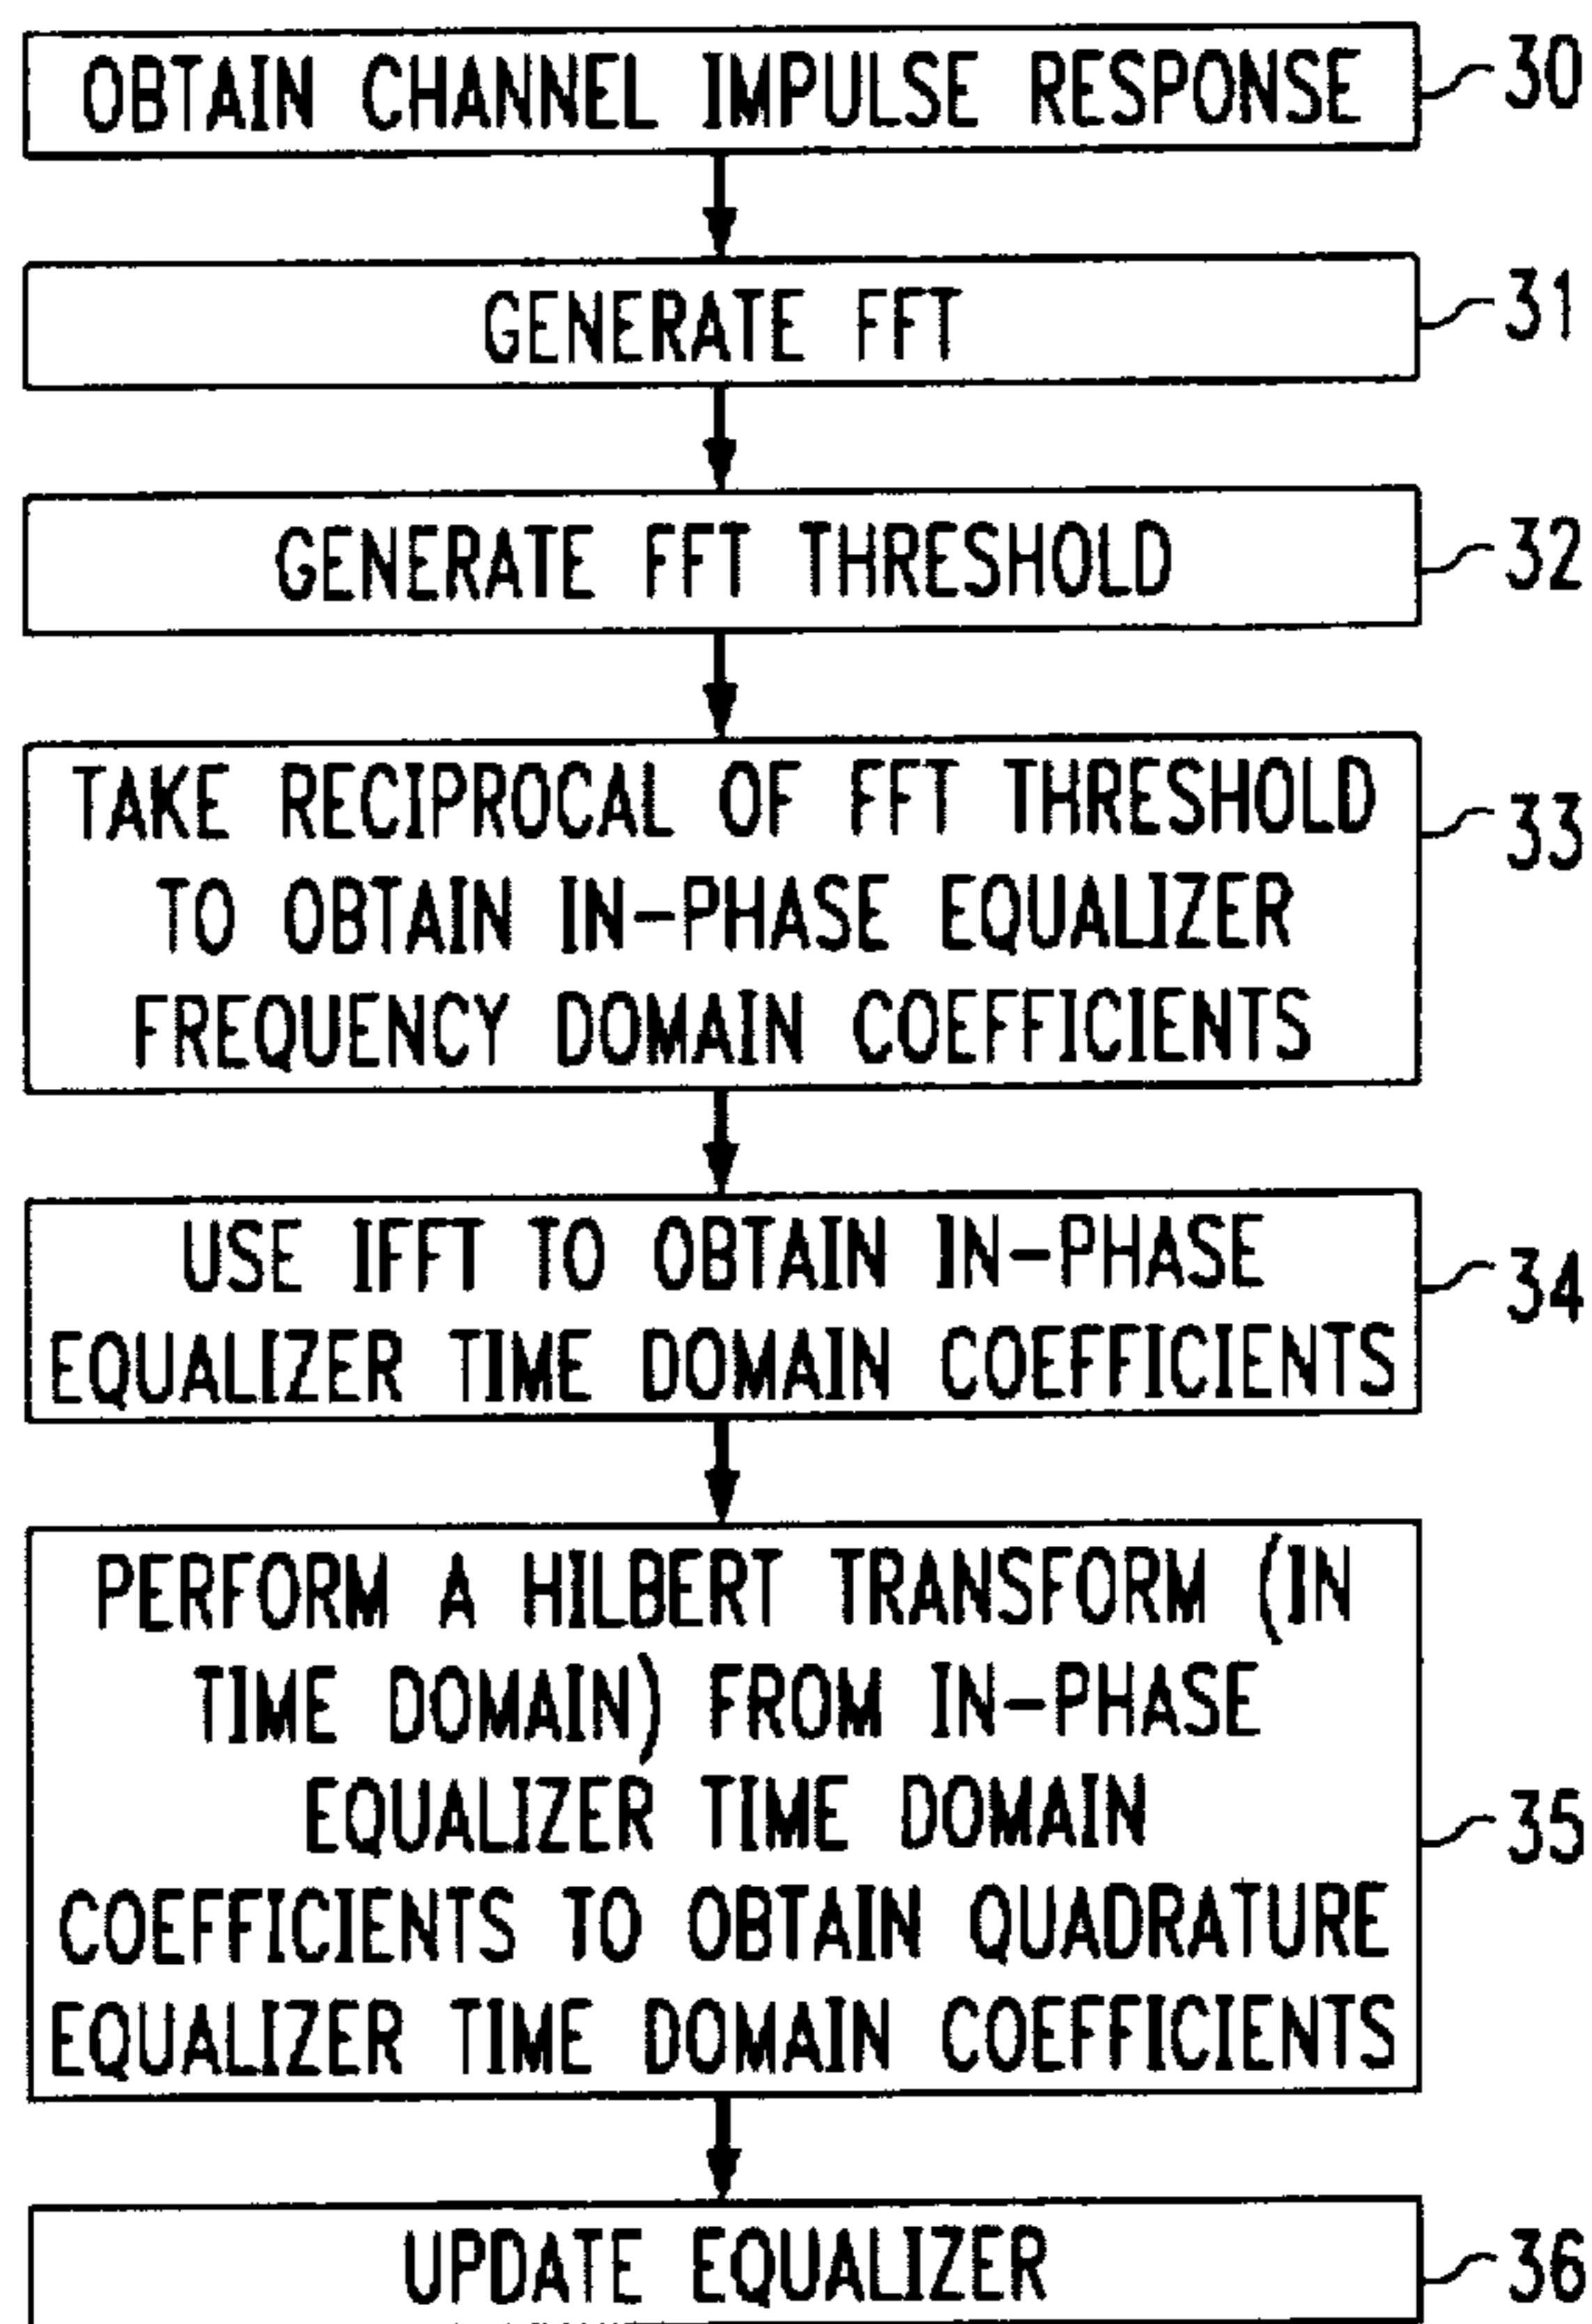 OBTAIN CHANNEL IMPULSE RESPONSE 30
GENERATE FFT 31
GENERATE FFT THRESHOLD 32
TAKE RECIPROCAL OF FFT THRESHOLD
TO OBTAIN IN-PHASE EQUALIZER
FREQUENCY DOMAIN COEFFICIENTS
33
USE IFFT TO OBTAIN IN-PHASE
EQUALIZER TIME DOMAIN COEFFICIENTS
34
PERFORM A HILBERT TRANSFORM (IN
TIME DOMAIN) FROM IN-PHASE
EQUALIZER TIME DOMAIN
COEFFICIENTS TO OBTAIN QUADRATURE
EQUALIZER TIME DOMAIN COEFFICIENTS
35
UPDATE EQUALIZER 36